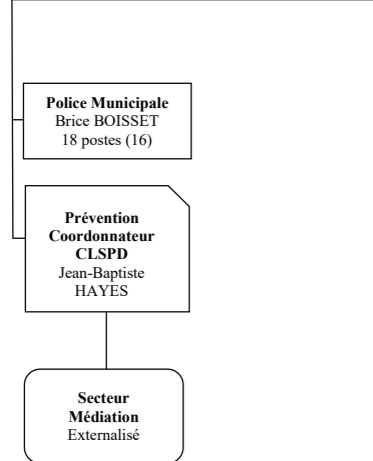 Police Municipale
Brice BOISSET
18 postes (16)
Prévention
Coordonnateur
CLSPD
Jean-Baptiste
HAYES
Secteur
Médiation
Externalisé